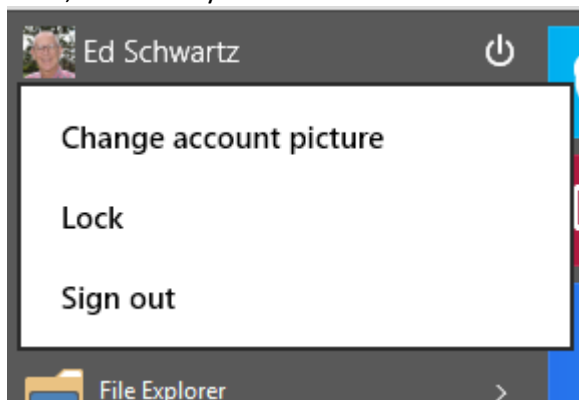 Ed Schwartz
Change account picture
Lock
Sign out
File Explorer